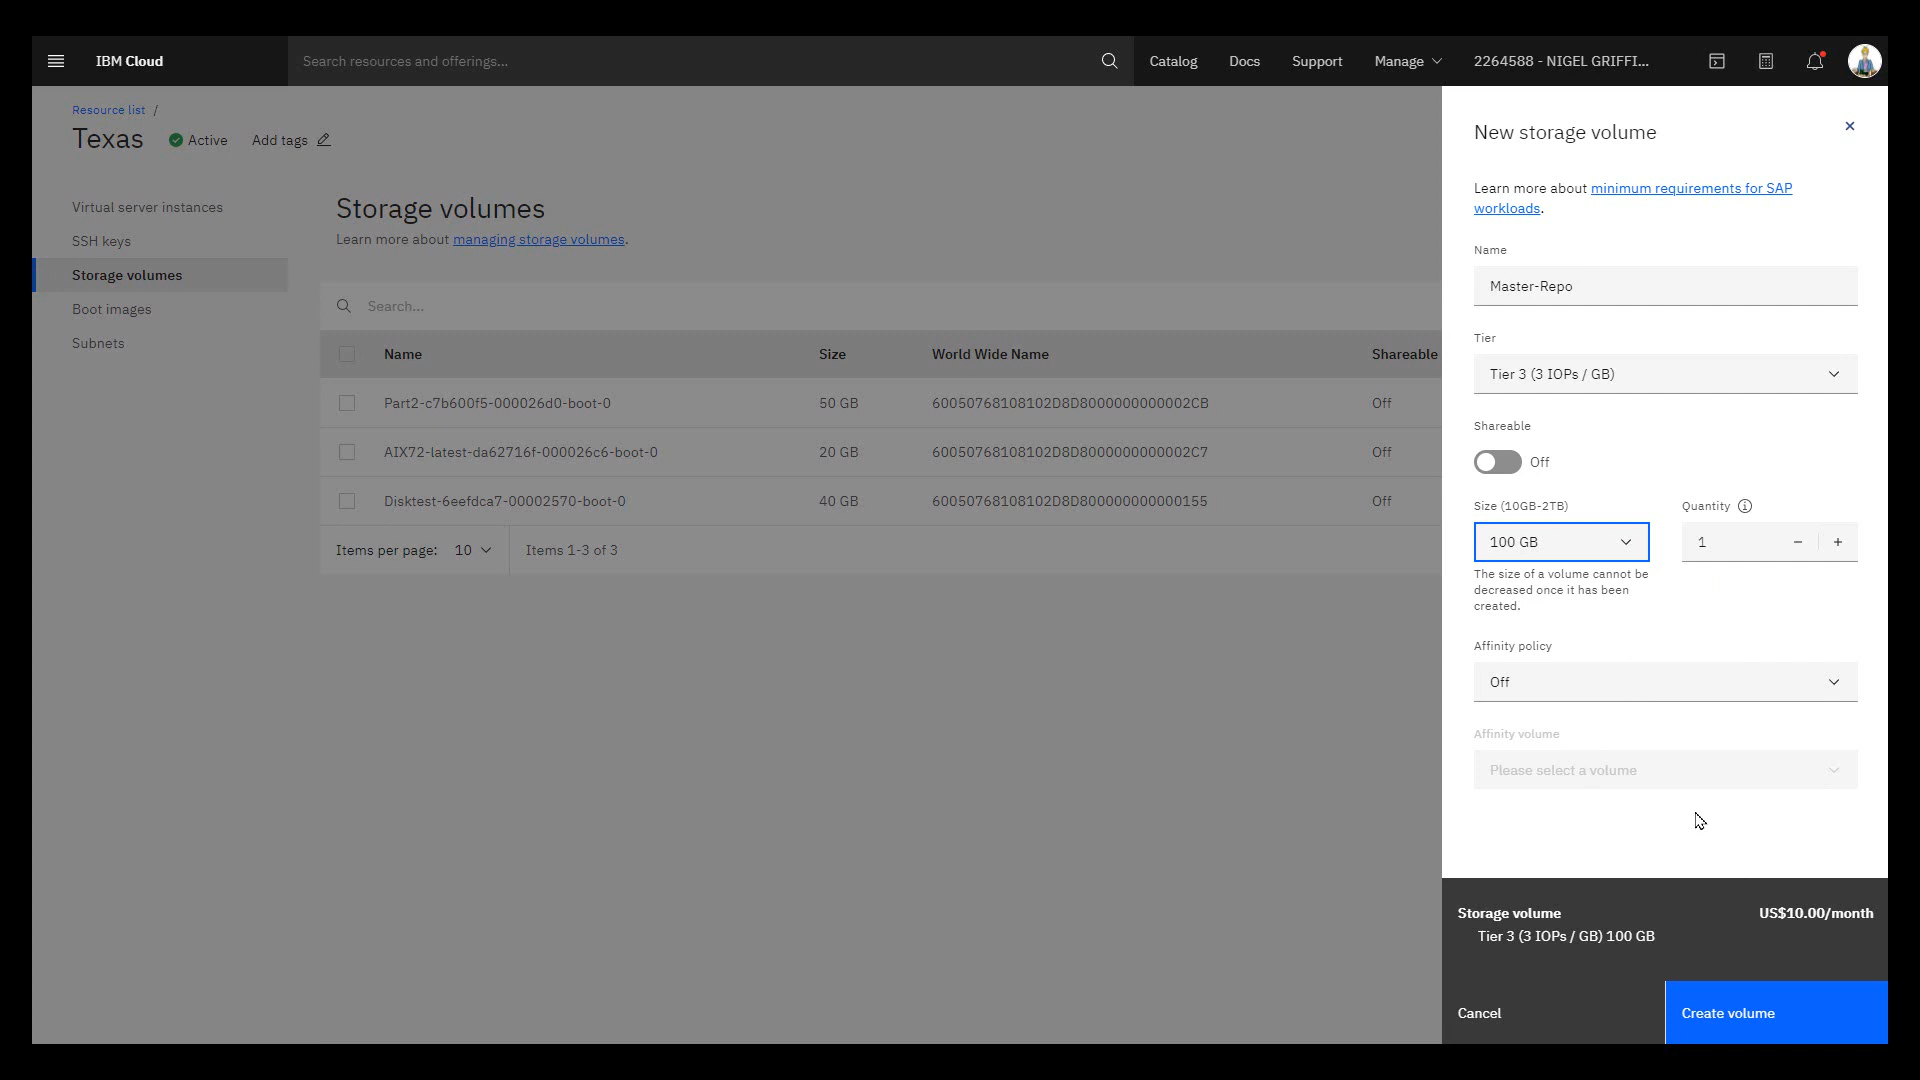 IBM Cloud
Search resources and offerings...
Catalog
Docs
Support
Manage
2264588 - NIGEL GRIFFI...
Resource list /
Texas
Active
Add tags
Virtual server instances
SSH keys
Storage volumes
Boot images
Subnets
Storage volumes
Learn more about managing storage volumes.
Search...
Name Size World Wide Name Shareable
Part2-c7b600f5-000026d0-boot-0 50 GB 60050768108102D8D8000000000002CB Off
AIX72-latest-da62716f-000026c6-boot-0 20 GB 60050768108102D8D8000000000002C7 Off
Disktest-6eefdca7-00002570-boot-0 40 GB 60050768108102D8D800000000000155 Off
Items per page: 10 Items 1-3 of 3
New storage volume
Learn more about minimum requirements for SAP
workloads.
Name
Master-Repo
Tier
Tier 3 (3 IOPs / GB)
Shareable
Off
Size (10GB-2TB) Quantity
100 GB 1
The size of a volume cannot be
decreased once it has been
created.
Affinity policy
Off
Affinity volume
Please select a volume
Storage volume US$10.00/month
Tier 3 (3 IOPs / GB) 100 GB
Cancel Create volume